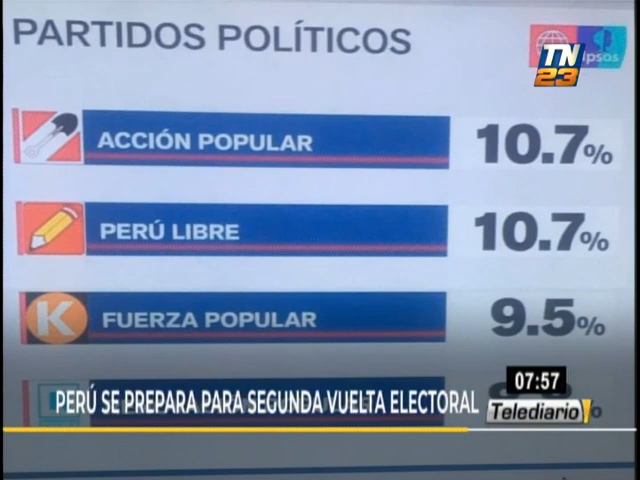 PARTIDOS POLÍTICOS
TN
23
Ipsos
ACCIÓN POPULAR 10.7%
PERÚ LIBRE 10.7%
K FUERZA POPULAR 9.5%
07:57
PERÚ SE PREPARA PARA SEGUNDA VUELTA ELECTORAL
Telediario
%